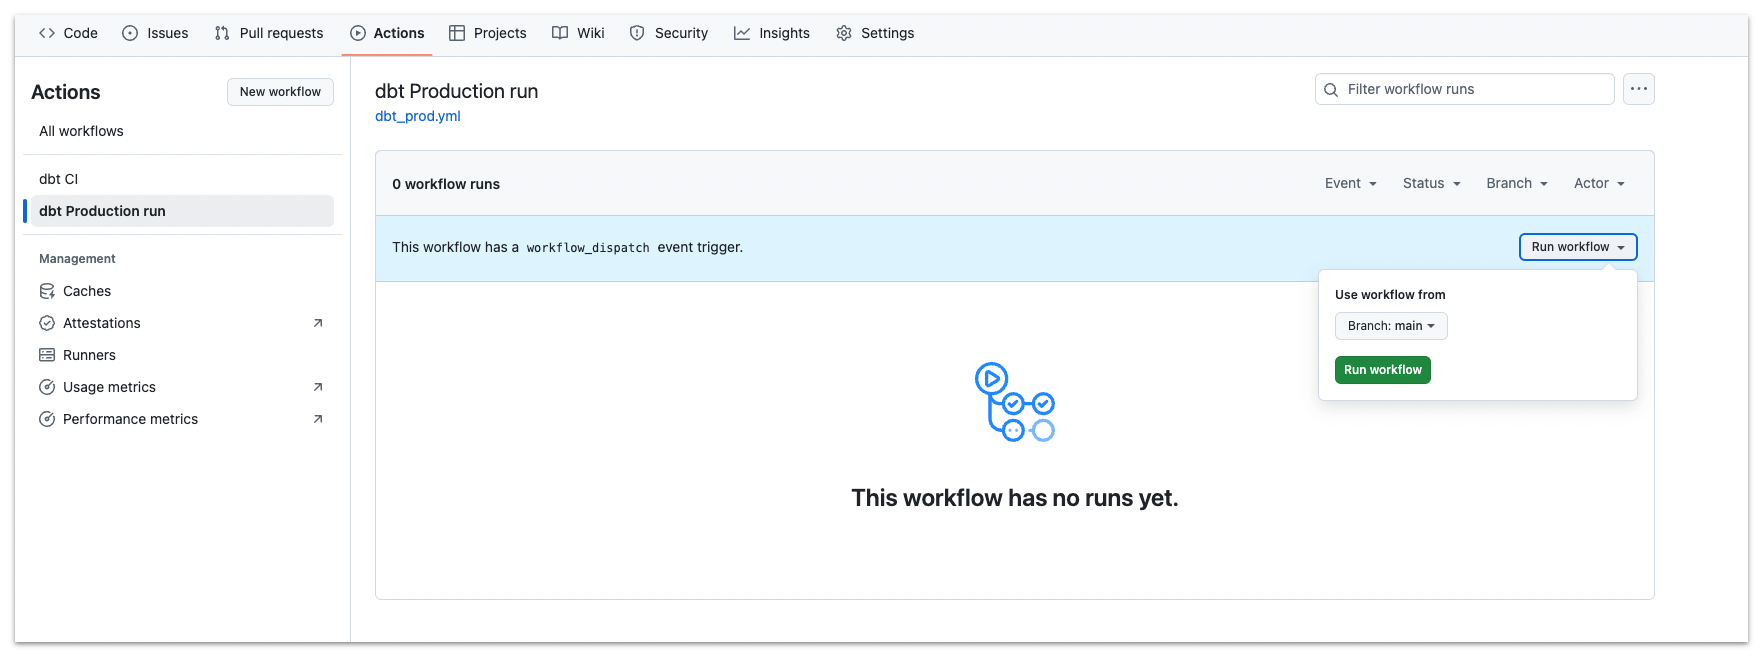 Code Issues Pull requests Actions Projects Wiki Security Insights Settings
Actions
New workflow
All workflows
dbt CI
dbt Production run
Management
Caches
Attestations
Runners
Usage metrics
Performance metrics
dbt Production run
dbt_prod.yml
Filter workflow runs
0 workflow runs
Event Status Branch Actor
This workflow has a workflow_dispatch event trigger.
Run workflow
Use workflow from
Branch: main
Run workflow
This workflow has no runs yet.